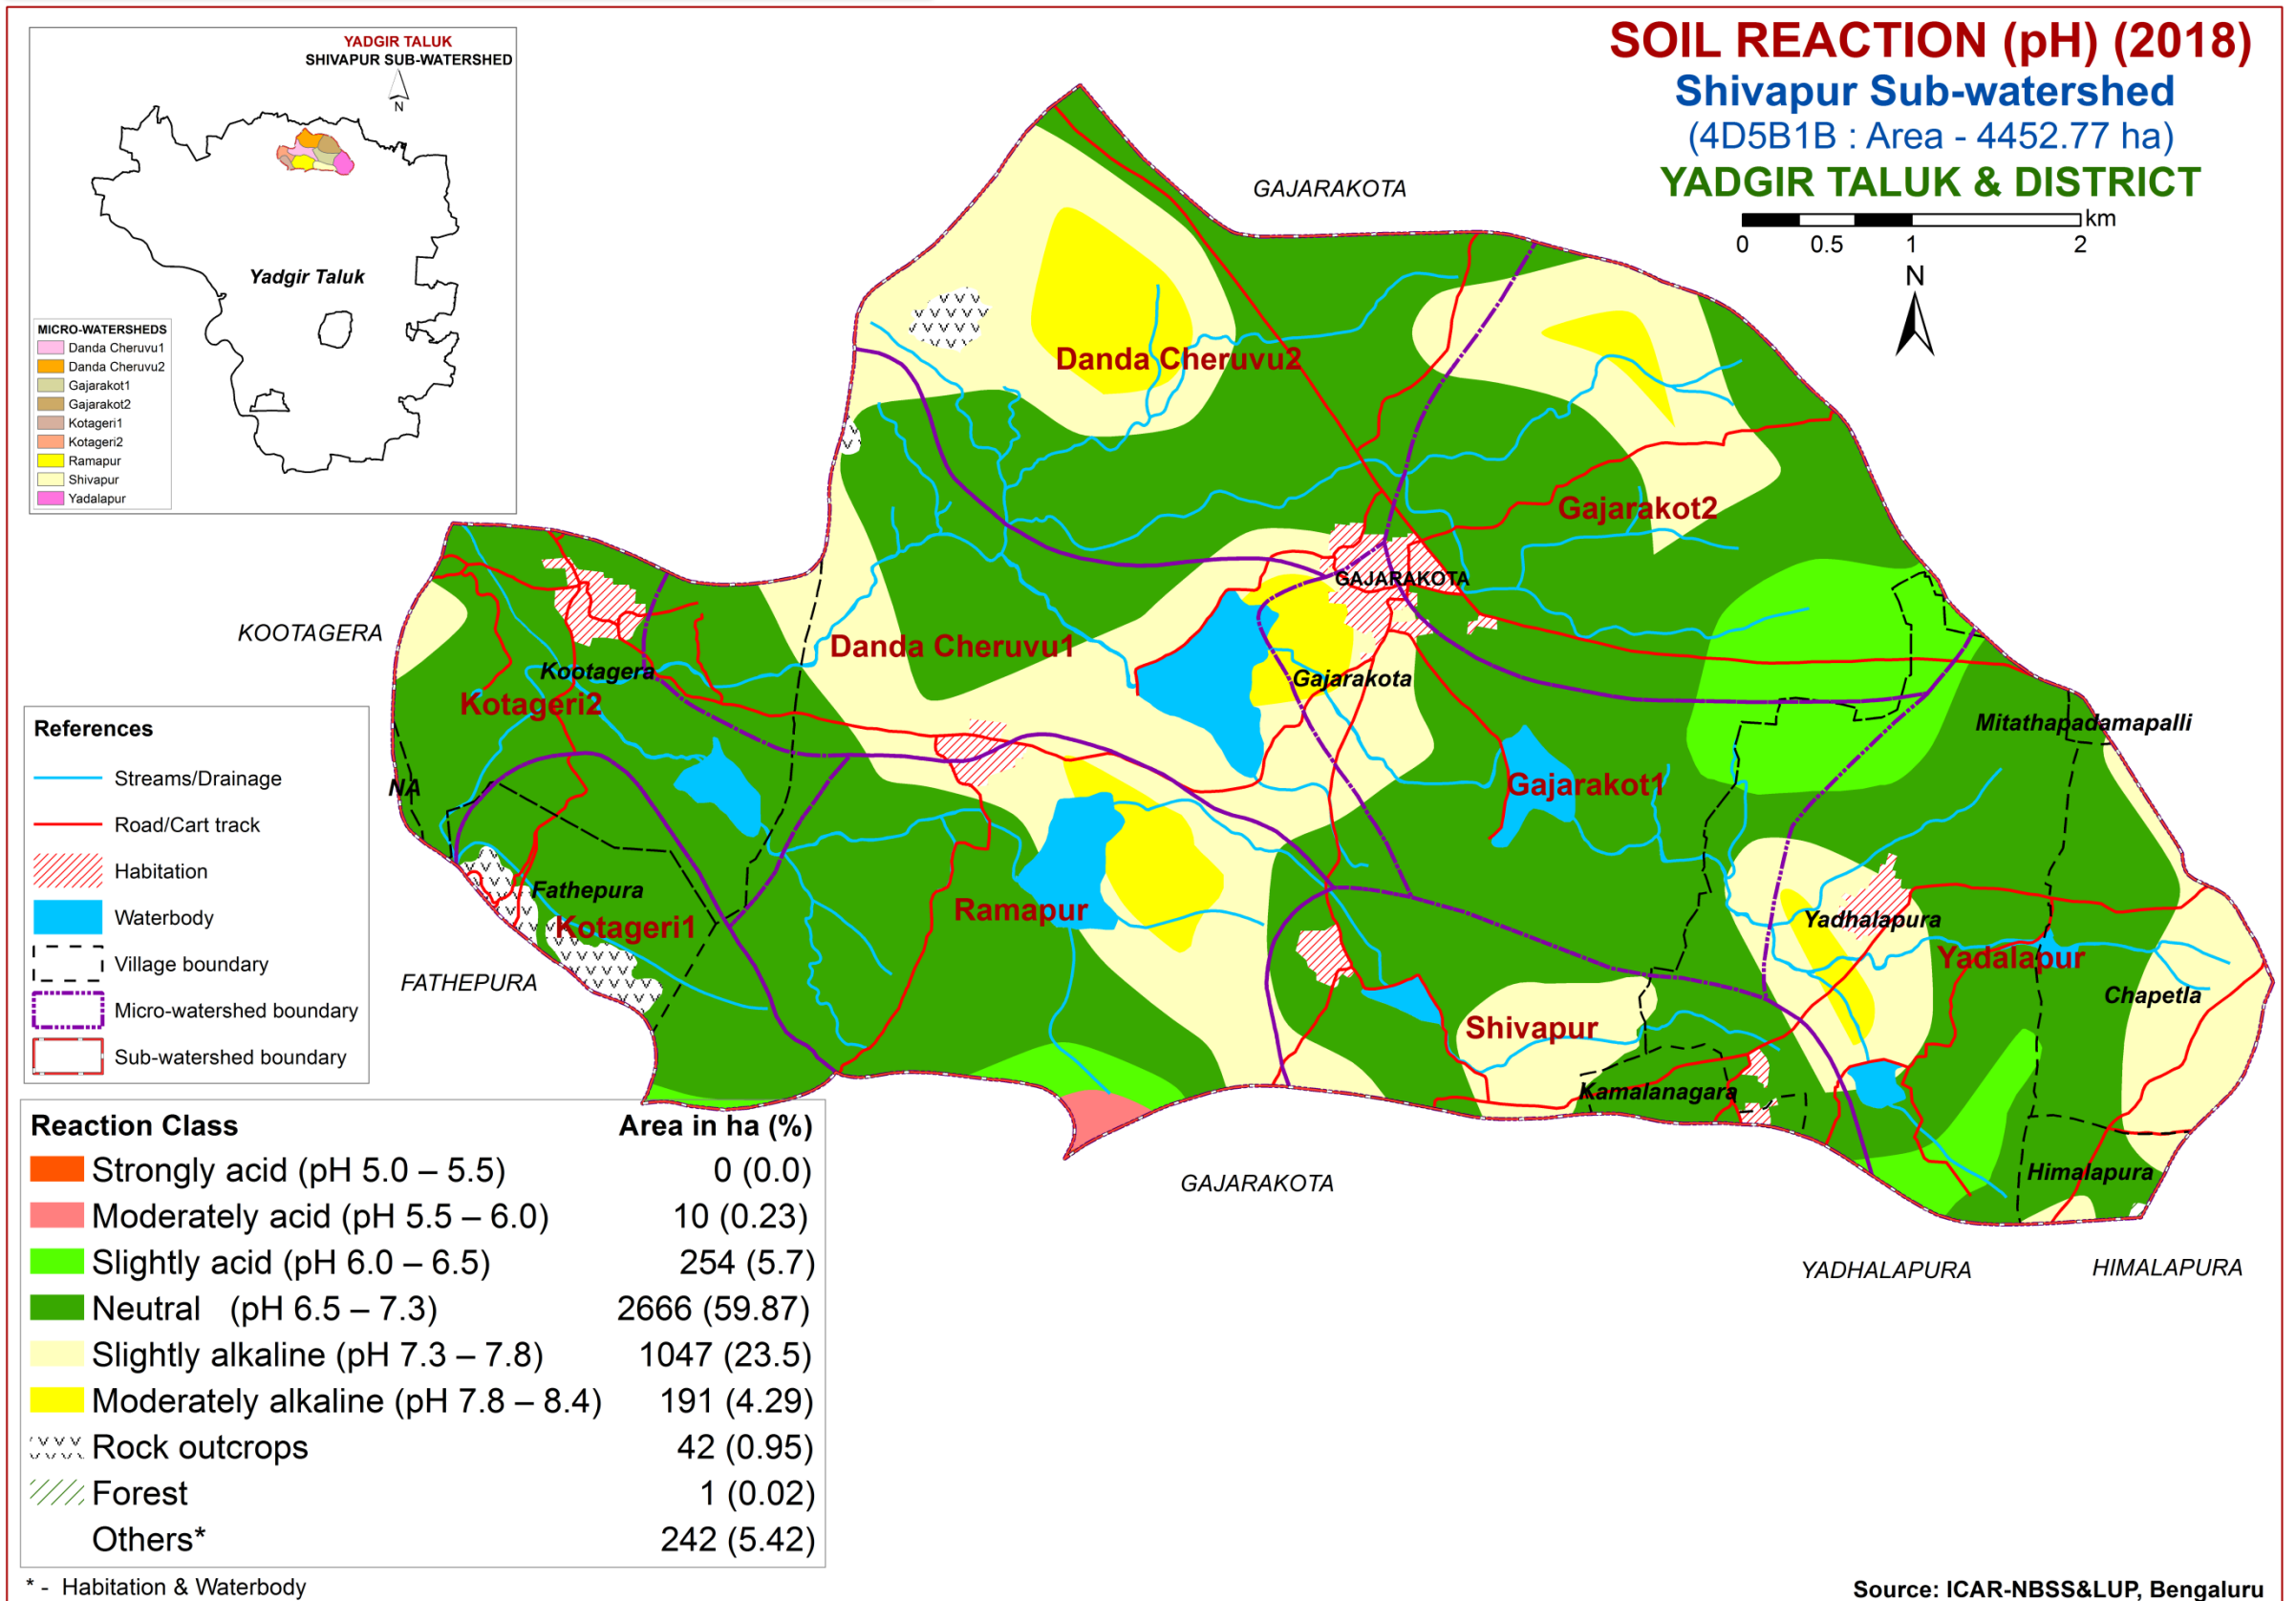 SOIL REACTION (pH) (2018)
Shivapur Sub-watershed
(4D5B1B : Area - 4452.77 ha)
YADGIR TALUK & DISTRICT
km
0 0.5 1 2
N
YADGIR TALUK
SHIVAPUR SUB-WATERSHED
N
Yadgir Taluk
MICRO-WATERSHEDS
Danda Cheruvu1
Danda Cheruvu2
Gajarakot1
Gajarakot2
Kotageri1
Kotageri2
Ramapur
Shivapur
Yadalapur
GAJARAKOTA
Danda Cheruvu2
Gajarakot2
GAJARAKOTA
KOOTAGERA
Danda Cheruvu1
Kootagera
Gajarakota
Kotageri2
Mitathapadamapalli
NA
Gajarakot1
Fathepura
Kotageri1
Ramapur
Yadhalapura
Yadalapur
FATHEPURA
Chapetla
Shivapur
Kamalanagara
Himalapura
GAJARAKOTA
YADHALAPURA
HIMALAPURA
References
Streams/Drainage
Road/Cart track
Habitation
Waterbody
Village boundary
Micro-watershed boundary
Sub-watershed boundary
Reaction Class Area in ha (%)
Strongly acid (pH 5.0 – 5.5) 0 (0.0)
Moderately acid (pH 5.5 – 6.0) 10 (0.23)
Slightly acid (pH 6.0 – 6.5) 254 (5.7)
Neutral (pH 6.5 – 7.3) 2666 (59.87)
Slightly alkaline (pH 7.3 – 7.8) 1047 (23.5)
Moderately alkaline (pH 7.8 – 8.4) 191 (4.29)
Rock outcrops 42 (0.95)
Forest 1 (0.02)
Others* 242 (5.42)
* - Habitation & Waterbody
Source: ICAR-NBSS&LUP, Bengaluru